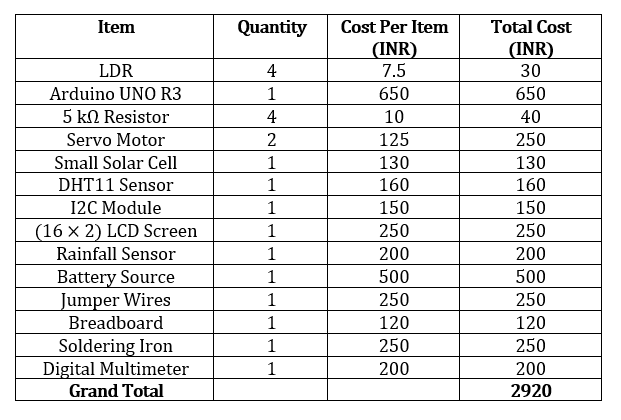 Item Quantity Cost Per Item (INR) Total Cost (INR)
LDR 4 7.5 30
Arduino UNO R3 1 650 650
5 kΩ Resistor 4 10 40
Servo Motor 2 125 250
Small Solar Cell 1 130 130
DHT11 Sensor 1 160 160
I2C Module 1 150 150
(16 × 2) LCD Screen 1 250 250
Rainfall Sensor 1 200 200
Battery Source 1 500 500
Jumper Wires 1 250 250
Breadboard 1 120 120
Soldering Iron 1 250 250
Digital Multimeter 1 200 200
Grand Total 2920